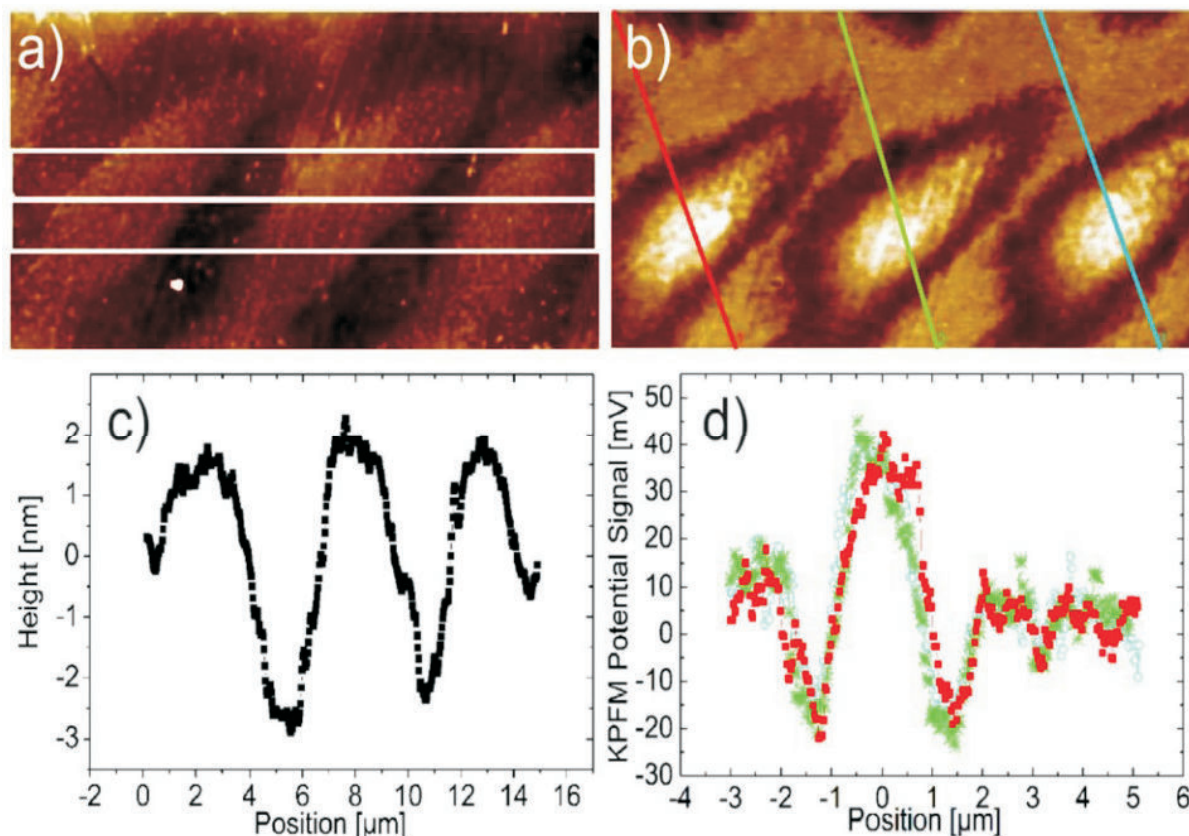 a)
b)
c)
Height [nm]
2
1
0
-1
-2
-3
-2 0 2 4 6 8 10 12 14 16
Position [µm]
d)
KPFM Potential Signal [mV]
50
40
30
20
10
0
-10
-20
-30
-4 -3 -2 -1 0 1 2 3 4 5 6
Position [µm]